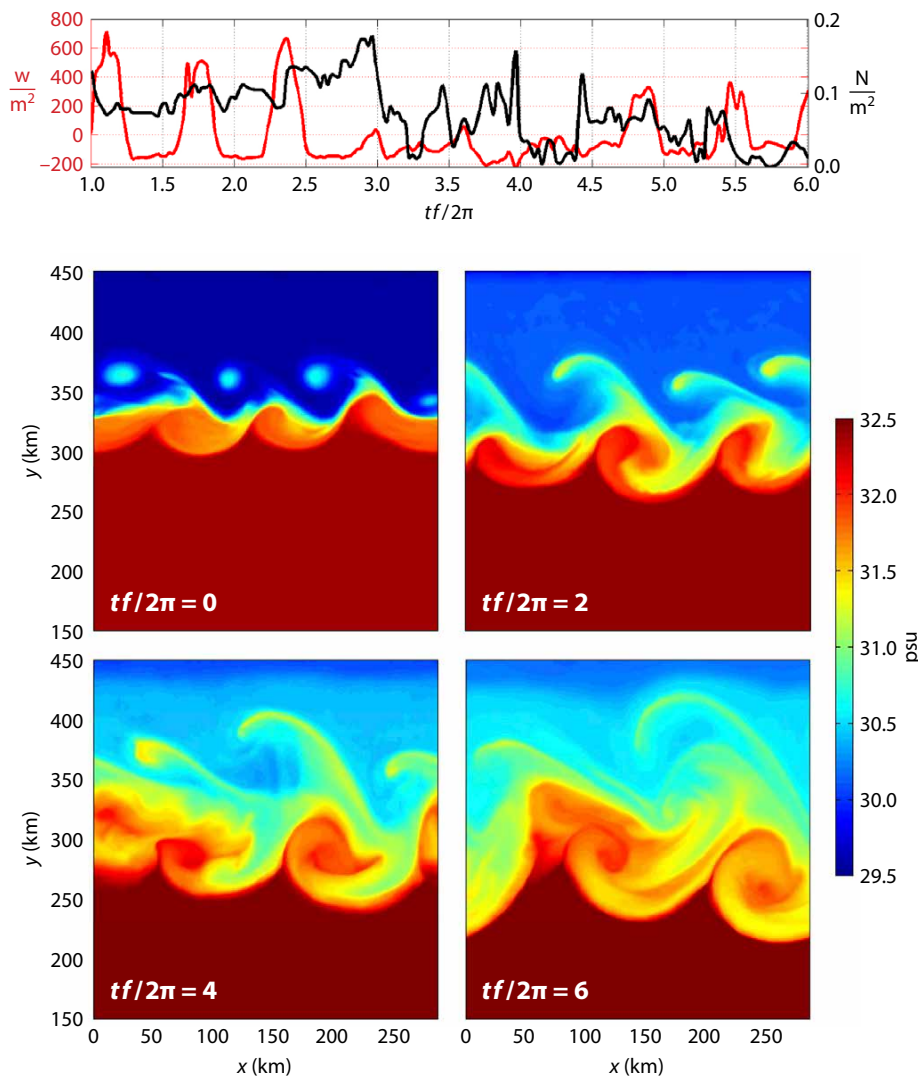 800
600
400
200
0
−200
w
m²
0.2
0.1
0.0
N
m²
1.0 1.5 2.0 2.5 3.0 3.5 4.0 4.5 5.0 5.5 6.0
tf/2π
450
400
350
300
250
200
150
y (km)
tf/2π = 0
tf/2π = 2
32.5
32.0
31.5
31.0
30.5
30.0
29.5
psu
450
400
350
300
250
200
150
y (km)
tf/2π = 4
tf/2π = 6
0 50 100 150 200 250
0 50 100 150 200 250
x (km)
x (km)